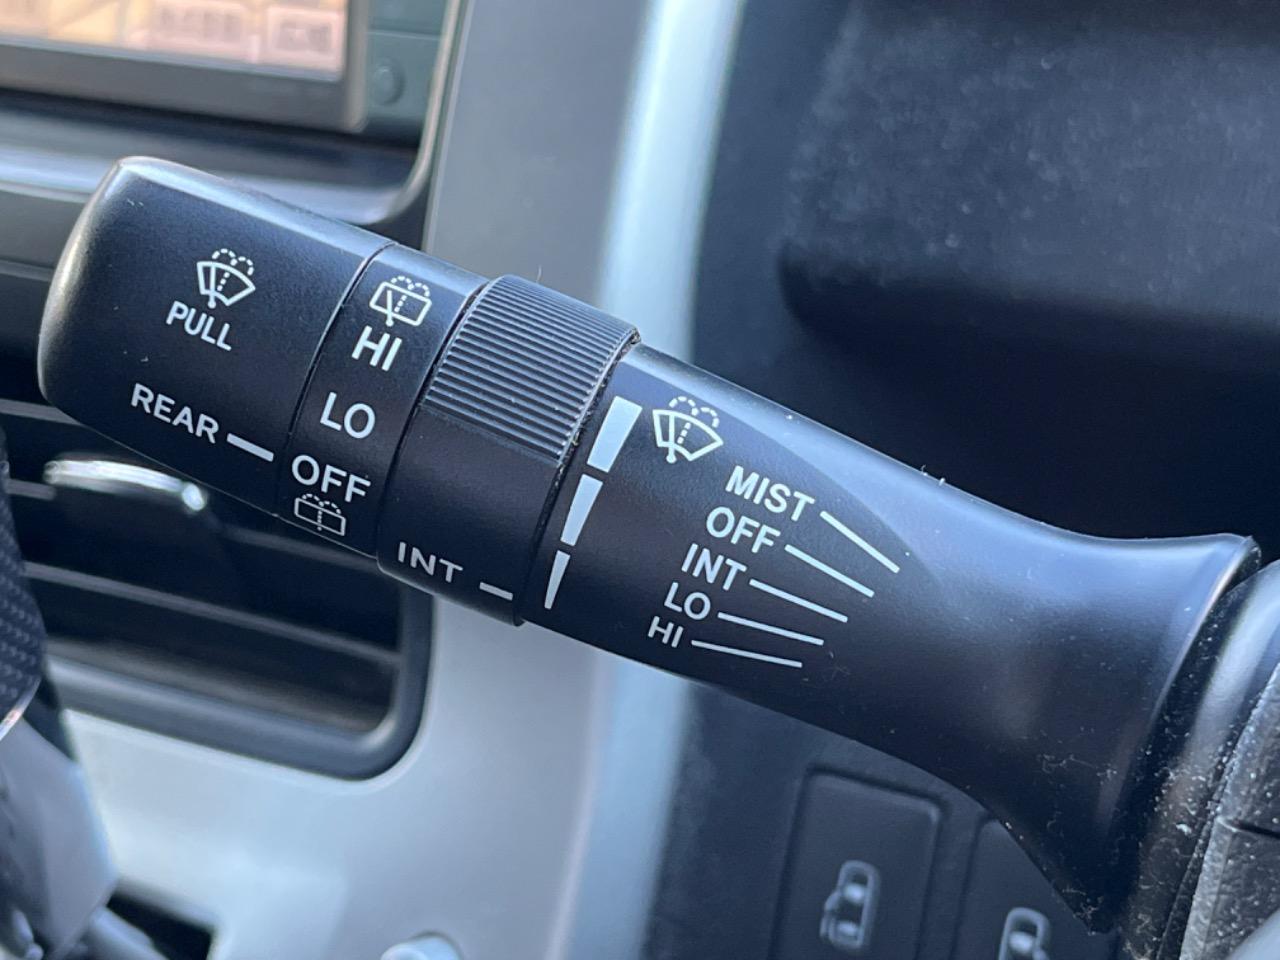 PULL
REAR
HI
LO
OFF
INT
MIST
OFF
INT
LO
HI